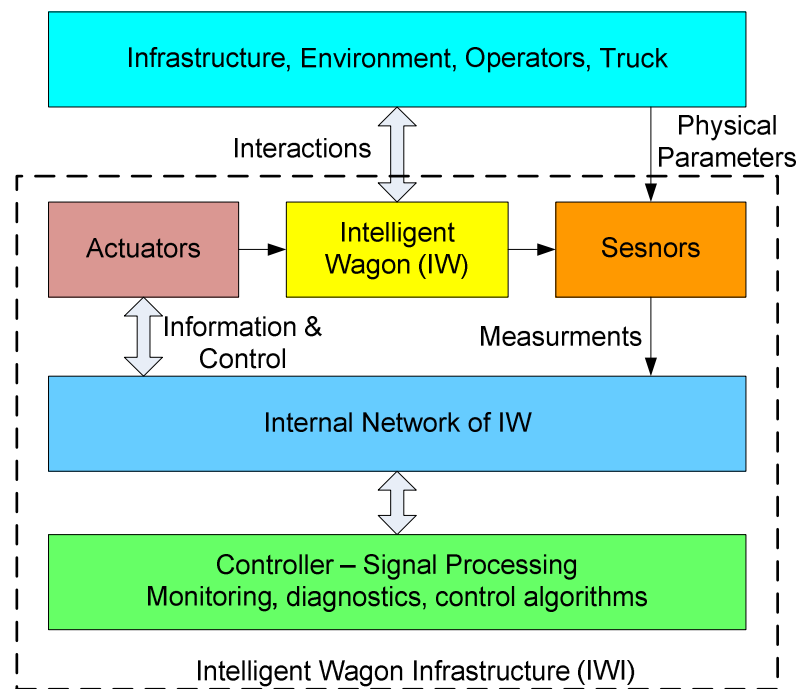 Infrastructure, Environment, Operators, Truck
Interactions
Physical
Parameters
Actuators
Intelligent
Wagon (IW)
Sesnors
Information &
Control
Measurments
Internal Network of IW
Controller – Signal Processing
Monitoring, diagnostics, control algorithms
Intelligent Wagon Infrastructure (IWI)